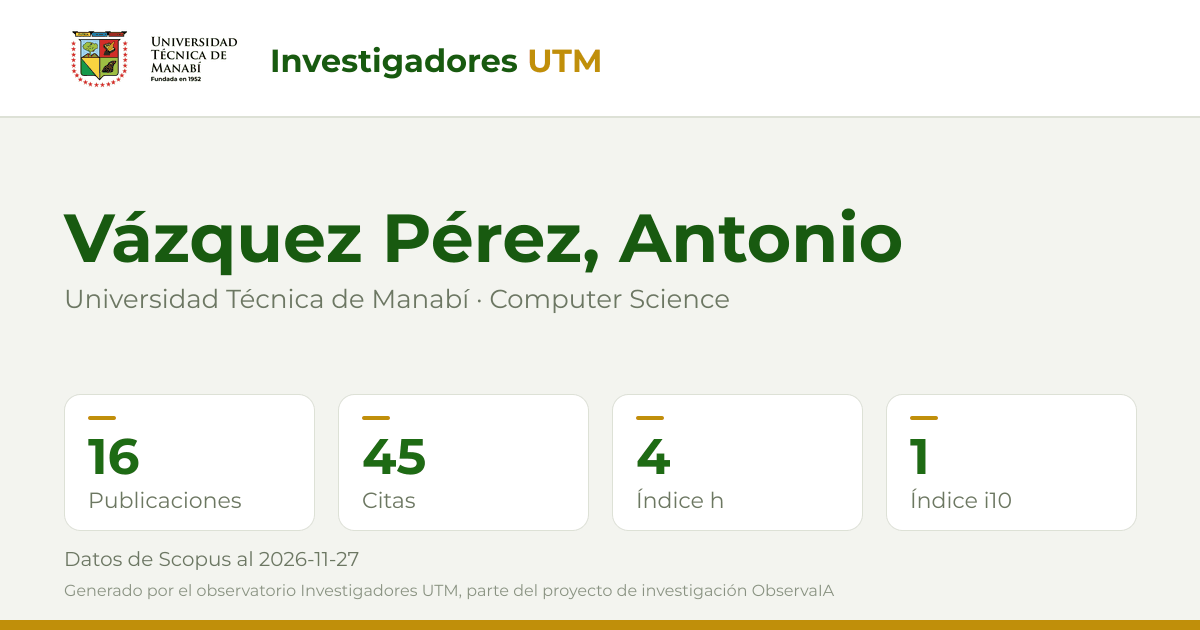 UNIVERSIDAD
TÉCNICA DE
MANABÍ
Fundada en 1952
Investigadores UTM
Vázquez Pérez, Antonio
Universidad Técnica de Manabí · Computer Science
16
Publicaciones
45
Citas
4
Índice h
1
Índice i10
Datos de Scopus al 2026-11-27
Generado por el observatorio Investigadores UTM, parte del proyecto de investigación ObservaIA